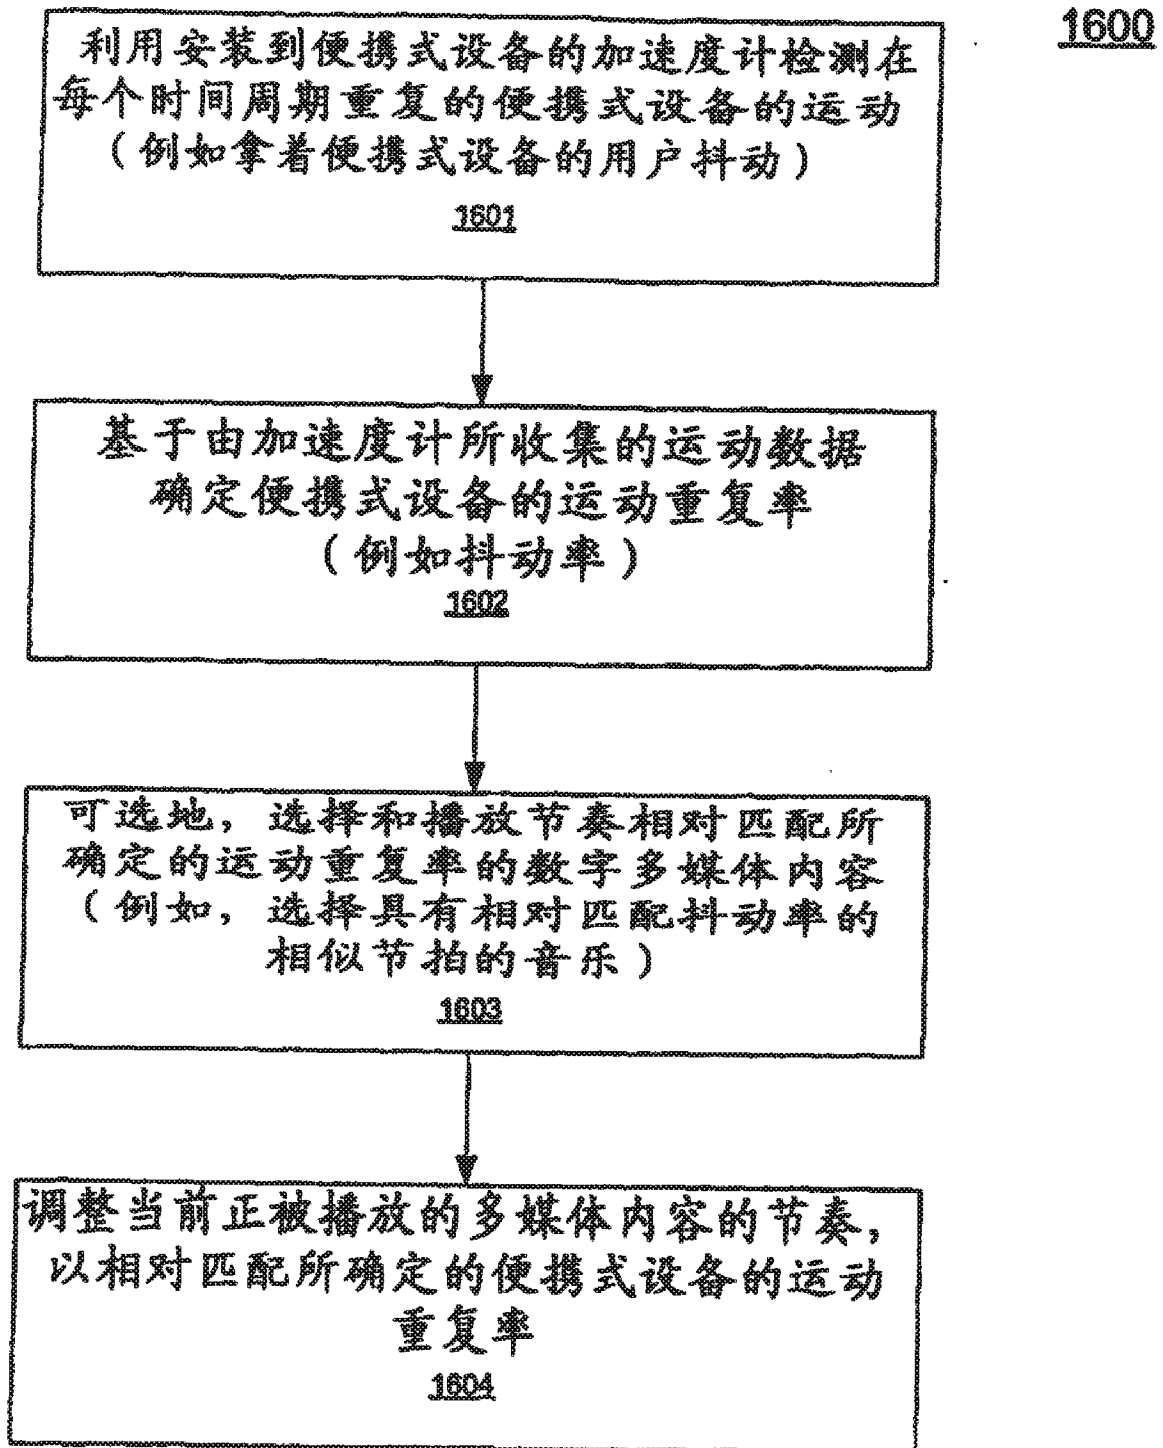 1600
利用安装到便携式设备的加速度计检测在
每个时间周期重复的便携式设备的运动
(例如拿着便携式设备的用户抖动)
1601
基于由加速度计所收集的运动数据
确定便携式设备的运动重复率
(例如抖动率)
1602
可选地,选择和播放节奏相对匹配所
确定的运动重复率的数字多媒体内容
(例如,选择具有相对匹配抖动率的
相似节拍的音乐)
1603
调整当前正被播放的多媒体内容的节奏,
以相对匹配所确定的便携式设备的运动
重复率
1604